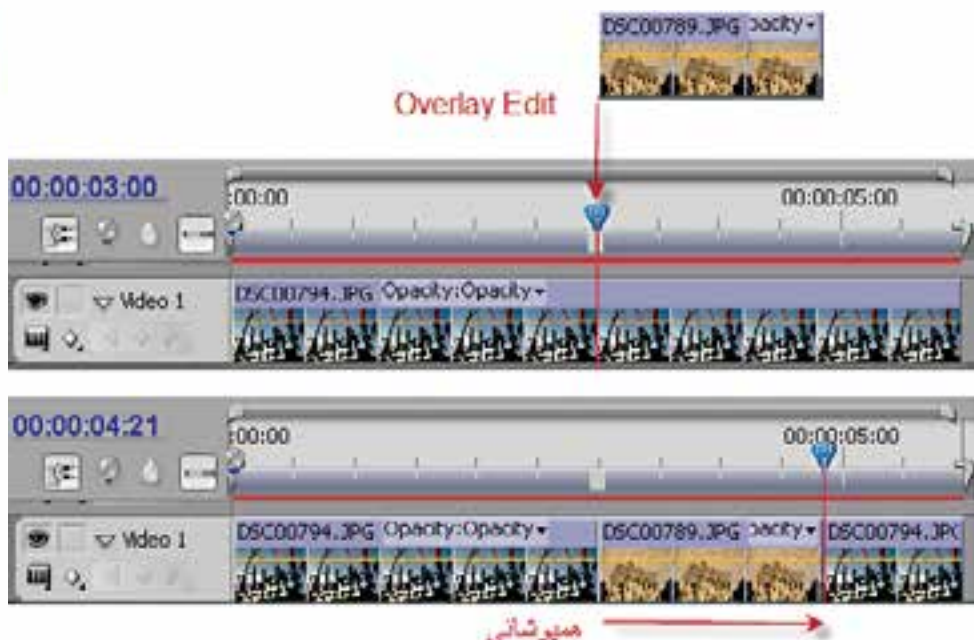 DSC00789.JPG pacity
Overlay Edit
00:00:03:00
:00:00
00:00:05:00
Video 1
DSC00794.JPG Opacity:Opacity
00:00:04:21
:00:00
00:00:05:00
Video 1
DSC00794.JPG Opacity:Opacity
DSC00789.JPG pacity
DSC00794.JPG
همپوشانی